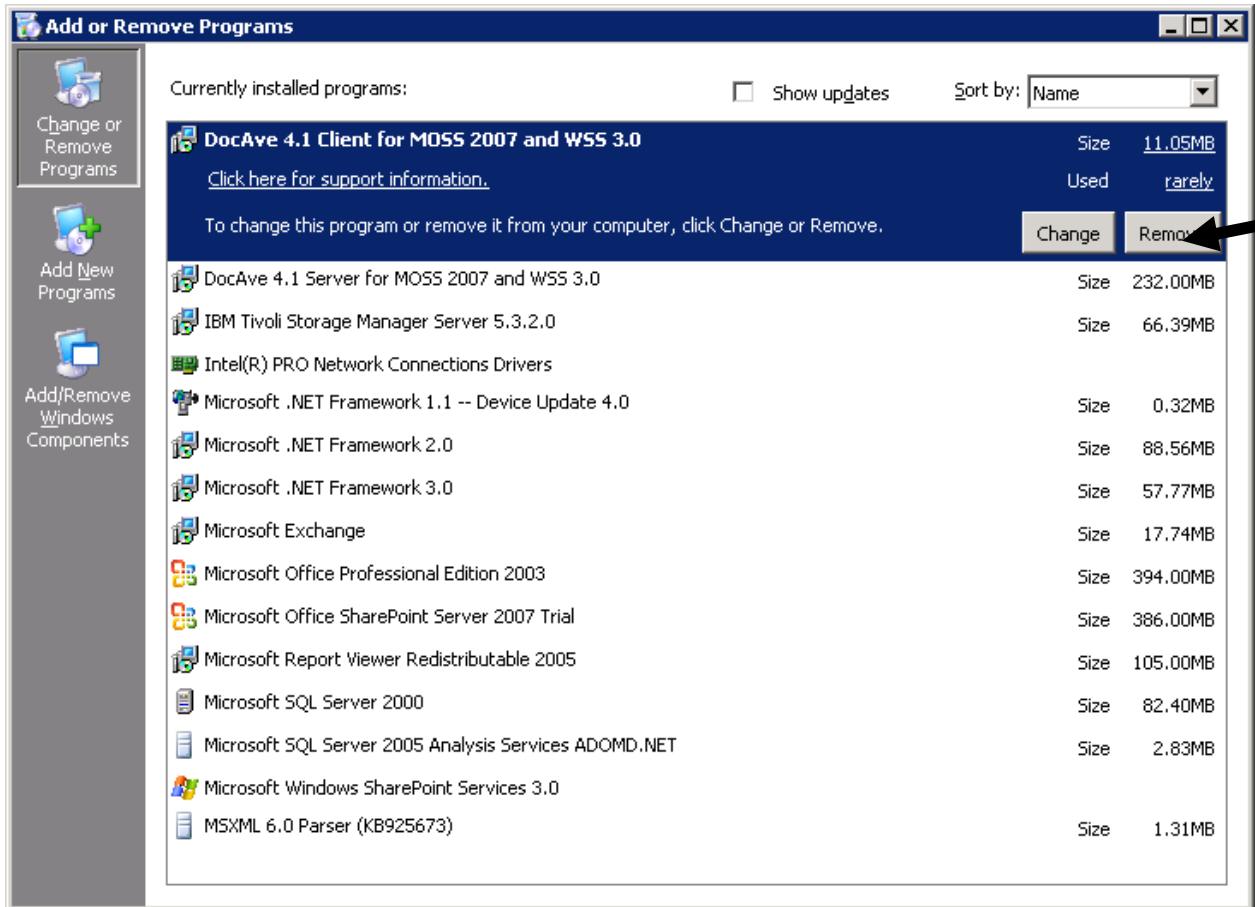 Add or Remove Programs
Change or
Remove
Programs
Add New
Programs
Add/Remove
Windows
Components
Currently installed programs:
Show updates
Sort by: Name
DocAve 4.1 Client for MOSS 2007 and WSS 3.0 Size 11.05MB
Click here for support information. Used rarely
To change this program or remove it from your computer, click Change or Remove. Change
DocAve 4.1 Server for MOSS 2007 and WSS 3.0 Size 232.00MB
IBM Tivoli Storage Manager Server 5.3.2.0 Size 66.39MB
Intel(R) PRO Network Connections Drivers
Microsoft .NET Framework 1.1 -- Device Update 4.0 Size 0.32MB
Microsoft .NET Framework 2.0 Size 88.56MB
Microsoft .NET Framework 3.0 Size 57.77MB
Microsoft Exchange Size 17.74MB
Microsoft Office Professional Edition 2003 Size 394.00MB
Microsoft Office SharePoint Server 2007 Trial Size 386.00MB
Microsoft Report Viewer Redistributable 2005 Size 105.00MB
Microsoft SQL Server 2000 Size 82.40MB
Microsoft SQL Server 2005 Analysis Services ADOMD.NET Size 2.83MB
Microsoft Windows SharePoint Services 3.0
MSXML 6.0 Parser (KB925673) Size 1.31MB